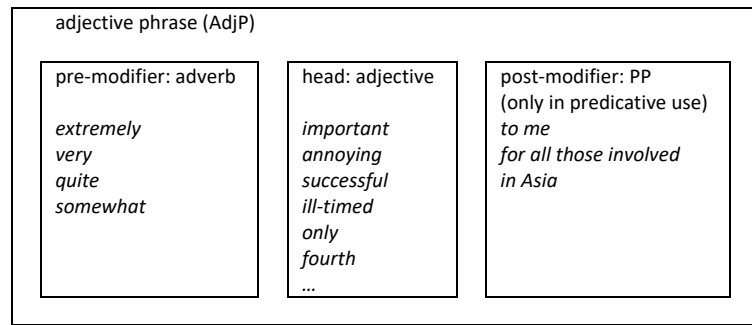 adjective phrase (AdjP)
pre-modifier: adverb
extremely
very
quite
somewhat
head: adjective
important
annoying
successful
ill-timed
only
fourth
…
post-modifier: PP
(only in predicative use)
to me
for all those involved
in Asia